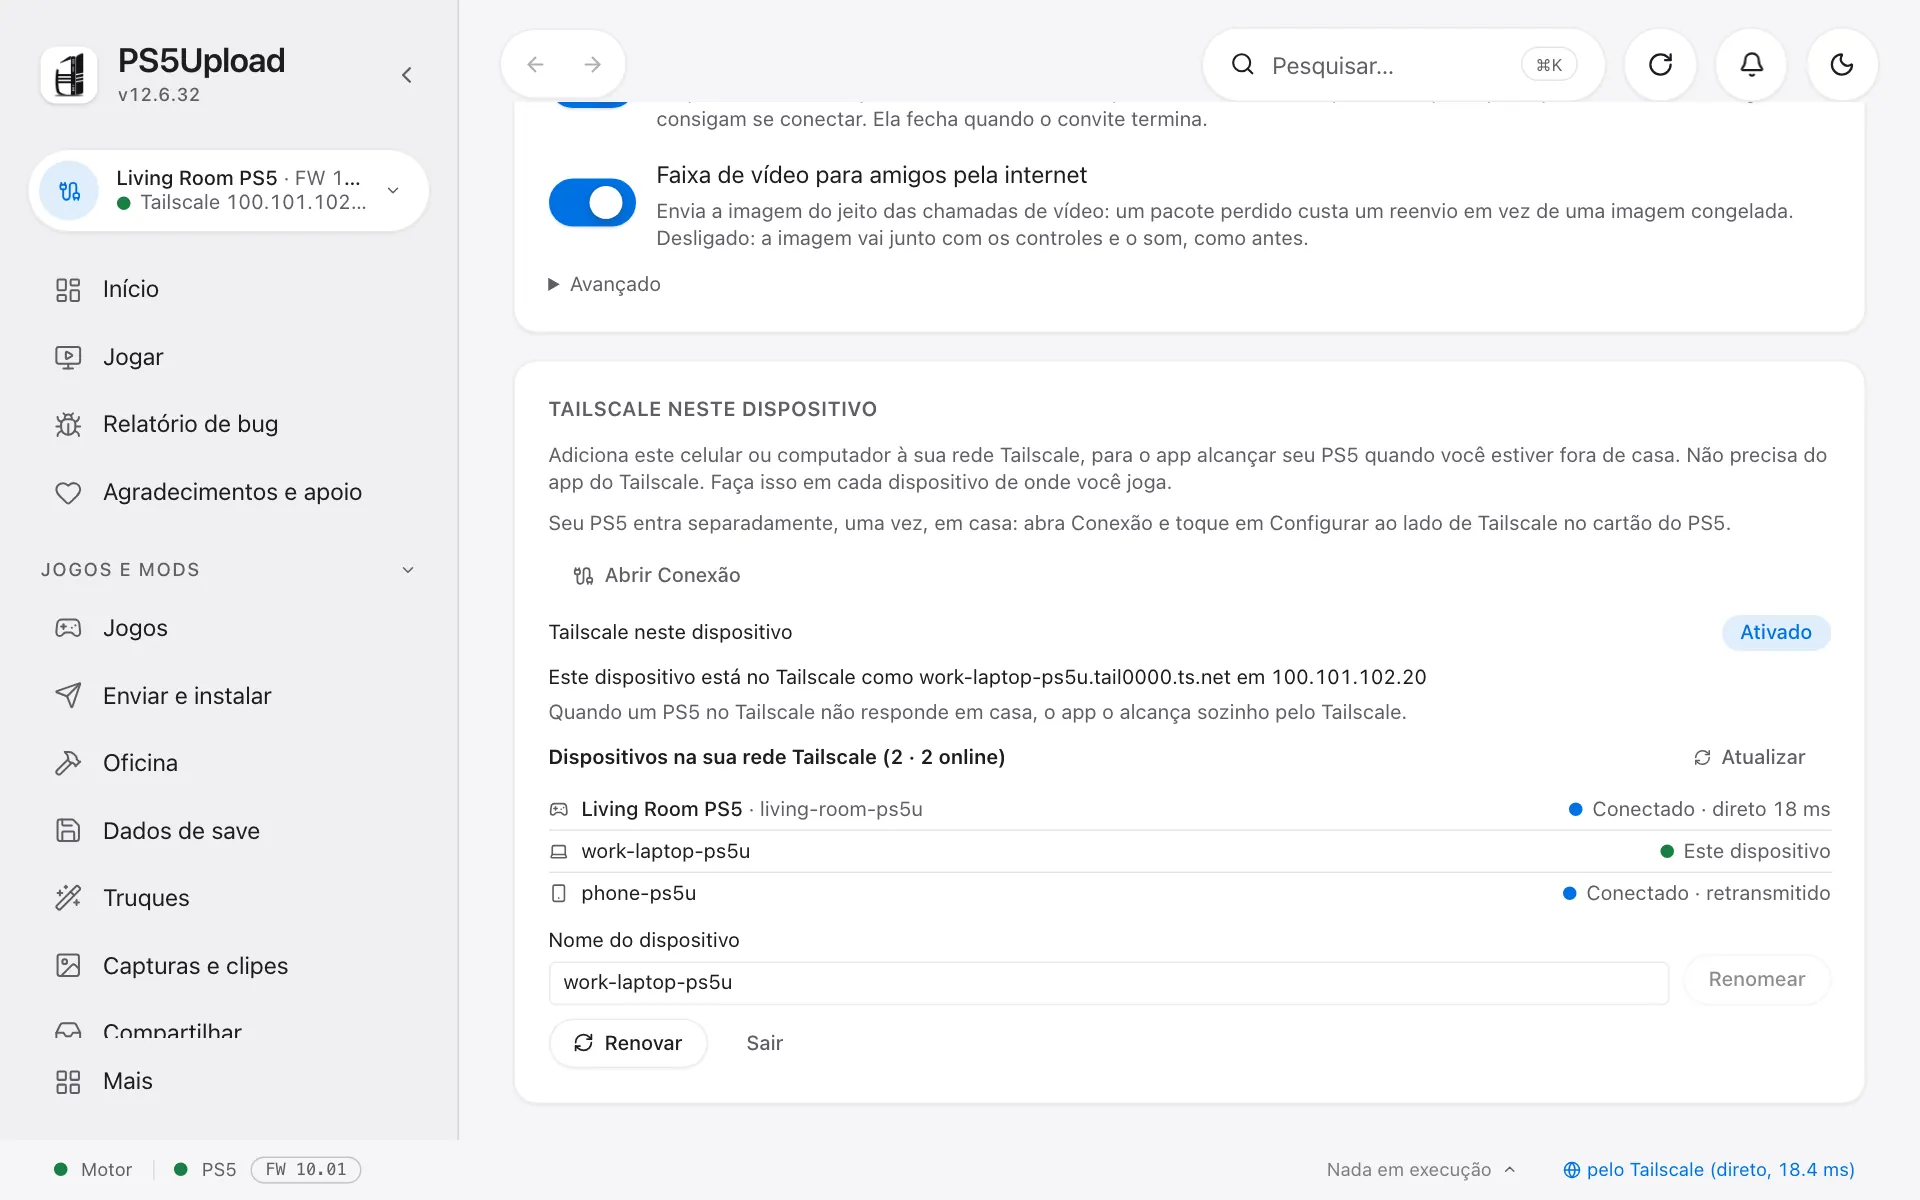 PS5Upload
v12.6.32
Living Room PS5 · FW 1...
Tailscale 100.101.102...
Início
Jogar
Relatório de bug
Agradecimentos e apoio
JOGOS E MODS
Jogos
Enviar e instalar
Oficina
Dados de save
Truques
Capturas e clipes
Compartilhar
Mais
Pesquisar...
⌘K
consigam se conectar. Ela fecha quando o convite termina.
Faixa de vídeo para amigos pela internet
Envia a imagem do jeito das chamadas de vídeo: um pacote perdido custa um reenvio em vez de uma imagem congelada.
Desligado: a imagem vai junto com os controles e o som, como antes.
Avançado
TAILSCALE NESTE DISPOSITIVO
Adiciona este celular ou computador à sua rede Tailscale, para o app alcançar seu PS5 quando você estiver fora de casa. Não precisa do
app do Tailscale. Faça isso em cada dispositivo de onde você joga.
Seu PS5 entra separadamente, uma vez, em casa: abra Conexão e toque em Configurar ao lado de Tailscale no cartão do PS5.
Abrir Conexão
Tailscale neste dispositivo
Ativado
Este dispositivo está no Tailscale como work-laptop-ps5u.tail0000.ts.net em 100.101.102.20
Quando um PS5 no Tailscale não responde em casa, o app o alcança sozinho pelo Tailscale.
Dispositivos na sua rede Tailscale (2 · 2 online)
Atualizar
Living Room PS5 · living-room-ps5u
Conectado · direto 18 ms
work-laptop-ps5u
Este dispositivo
phone-ps5u
Conectado · retransmitido
Nome do dispositivo
work-laptop-ps5u
Renomear
Renovar
Sair
Motor
PS5
FW 10.01
Nada em execução
pelo Tailscale (direto, 18.4 ms)